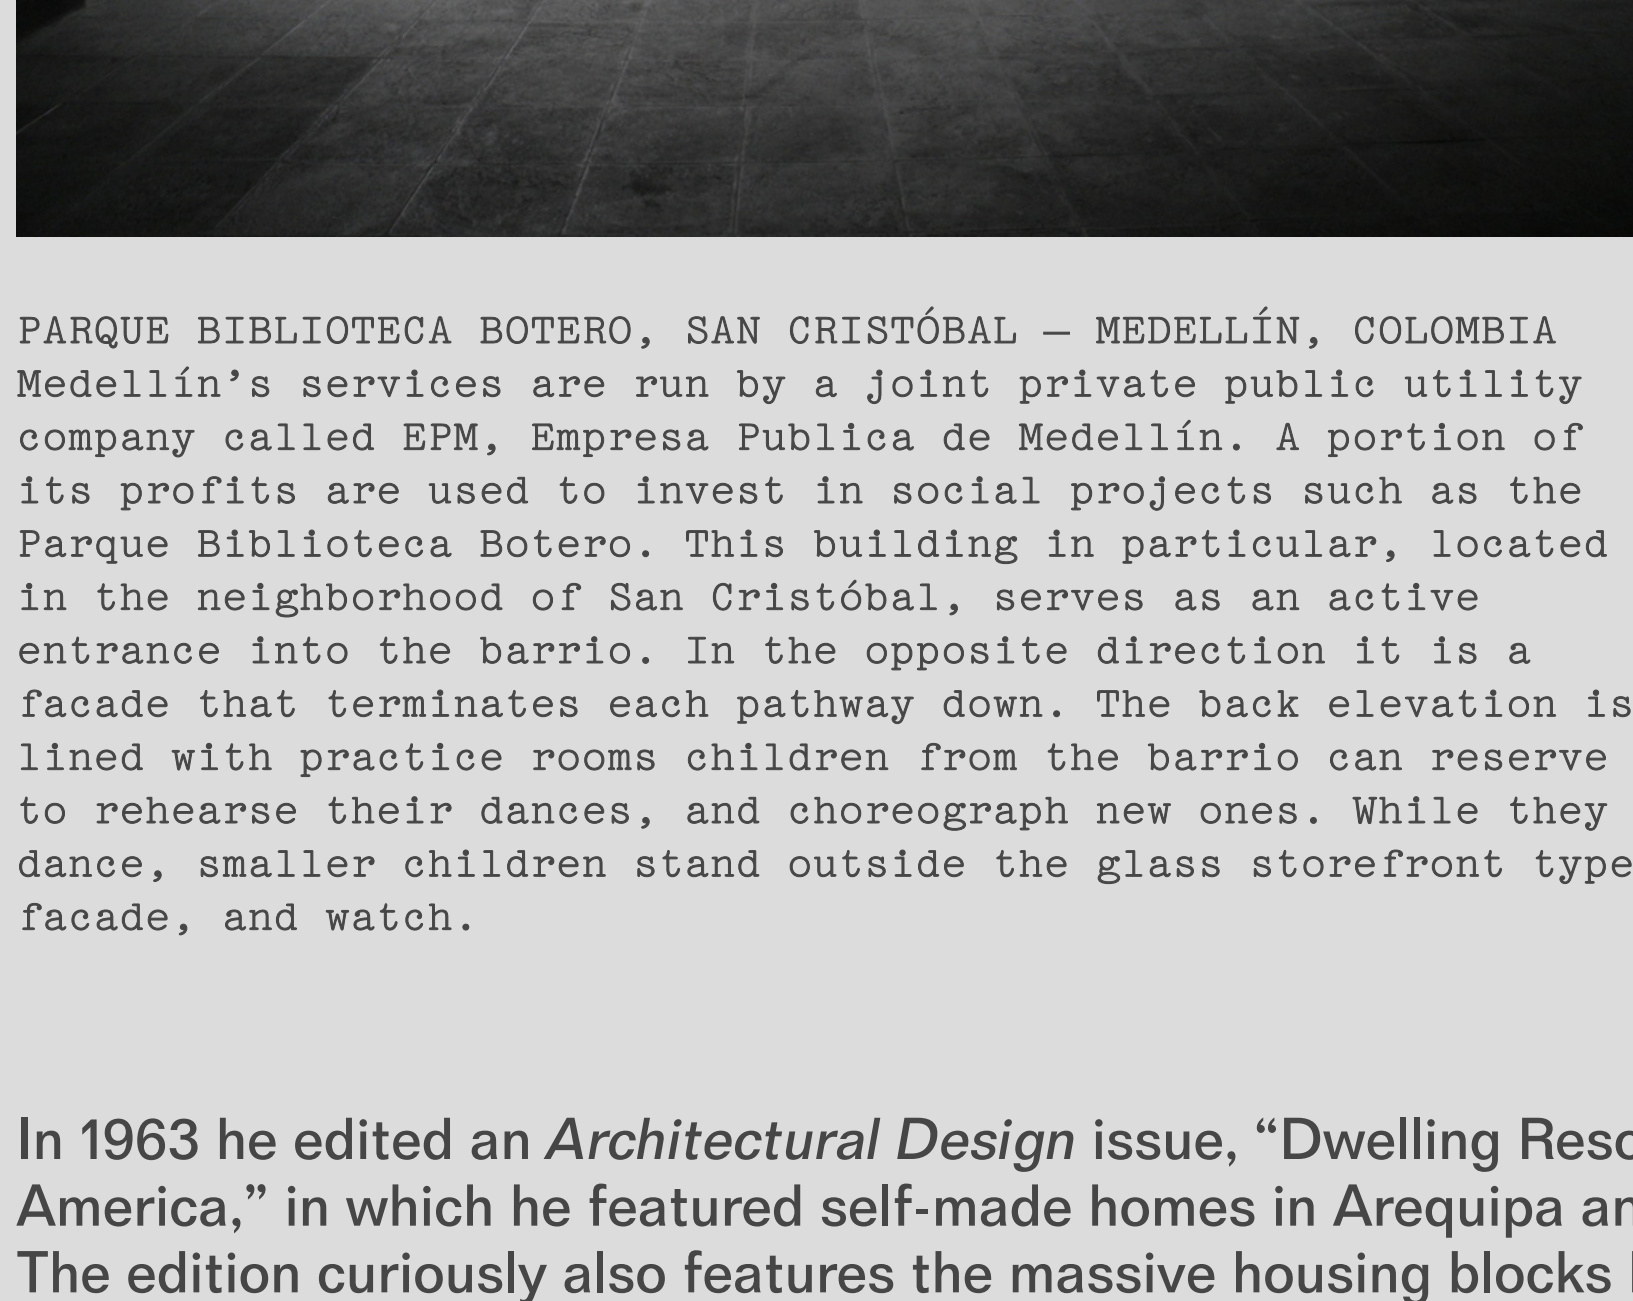 PARQUE BIBLIOTECA BOTERO, SAN CRISTÓBAL — MEDELLÍN, COLOMBIA
Medellín’s services are run by a joint private public utility
company called EPM, Empresa Publica de Medellín. A portion of
its profits are used to invest in social projects such as the
Parque Biblioteca Botero. This building in particular, located
in the neighborhood of San Cristóbal, serves as an active
entrance into the barrio. In the opposite direction it is a
facade that terminates each pathway down. The back elevation is
lined with practice rooms children from the barrio can reserve
to rehearse their dances, and choreograph new ones. While they
dance, smaller children stand outside the glass storefront type
facade, and watch.
In 1963 he edited an Architectural Design issue, “Dwelling
America,” in which he featured self-made homes in Arequipa
The edition curiously also features the massive housing blocks